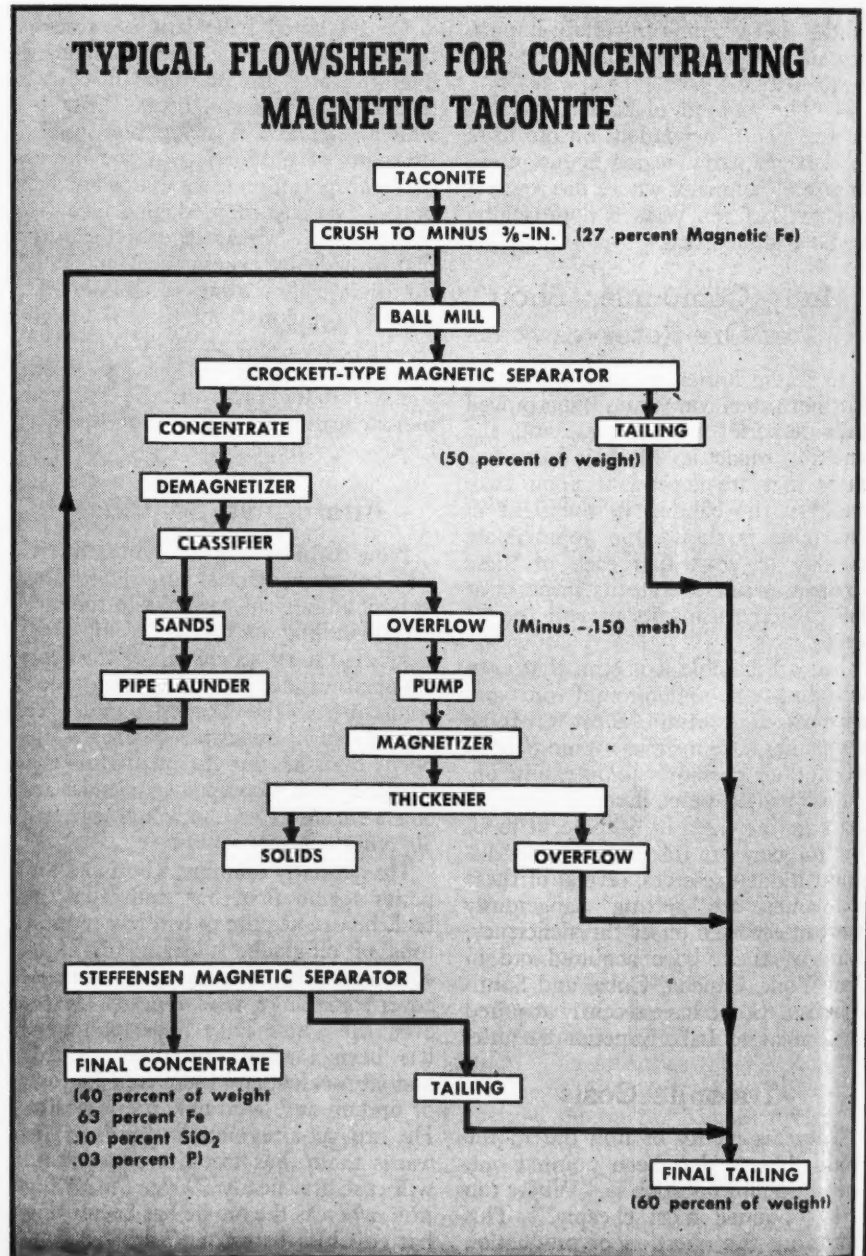 TYPICAL FLOWSHEET FOR CONCENTRATING
MAGNETIC TACONITE
TACONITE
CRUSH TO MINUS ⅜-IN. (27 percent Magnetic Fe)
BALL MILL
CROCKETT-TYPE MAGNETIC SEPARATOR
CONCENTRATE
TAILING
(50 percent of weight)
DEMAGNETIZER
CLASSIFIER
SANDS
OVERFLOW (Minus -.150 mesh)
PIPE LAUNDER
PUMP
MAGNETIZER
THICKENER
SOLIDS
OVERFLOW
STEFFENSEN MAGNETIC SEPARATOR
FINAL CONCENTRATE
(40 percent of weight
63 percent Fe
.10 percent SiO₂
.03 percent P)
TAILING
FINAL TAILING
(60 percent of weight)